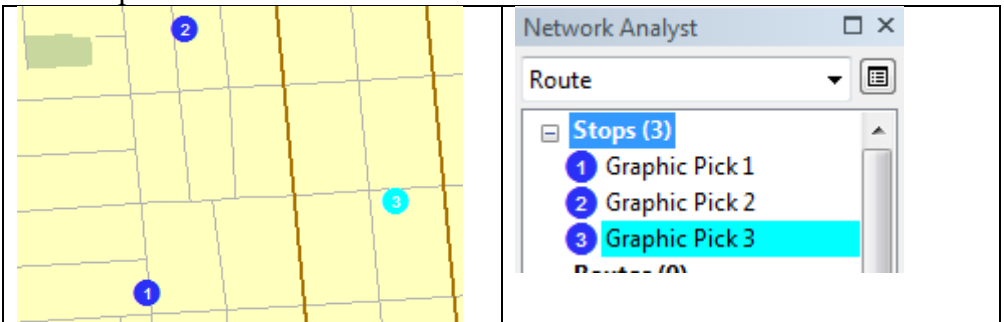 2
3
1
Network Analyst
Route
Stops (3)
1 Graphic Pick 1
2 Graphic Pick 2
3 Graphic Pick 3